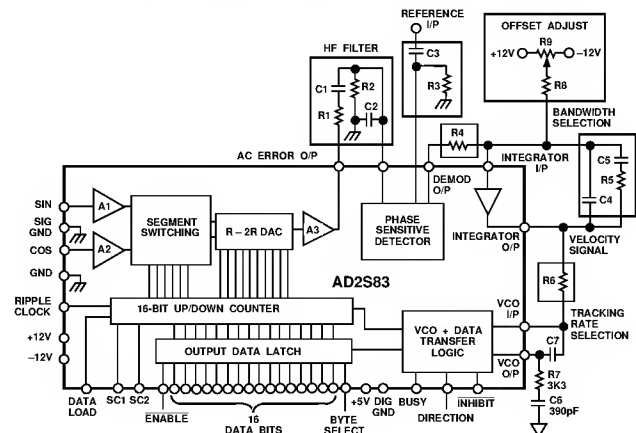 REFERENCE
I/P
OFFSET ADJUST
R9
+12V
–12V
R8
HF FILTER
C3
R3
C1
R2
C2
R1
BANDWIDTH
SELECTION
R4
AC ERROR O/P
INTEGRATOR
I/P
C5
R5
C4
DEMOD
O/P
SIN
A1
SIG
GND
COS
A2
GND
SEGMENT
SWITCHING
R – 2R DAC
A3
PHASE
SENSITIVE
DETECTOR
INTEGRATOR
O/P
VELOCITY
SIGNAL
AD2S83
R6
RIPPLE
CLOCK
16-BIT UP/DOWN COUNTER
VCO
I/P
TRACKING
RATE
SELECTION
+12V
–12V
OUTPUT DATA LATCH
VCO + DATA
TRANSFER
LOGIC
C7
VCO
O/P
R7
3K3
C6
390pF
DATA
LOAD
SC1
SC2
ENABLE
16
DATA BITS
BYTE
SELECT
+5V
DIG
GND
BUSY
DIRECTION
INHIBIT